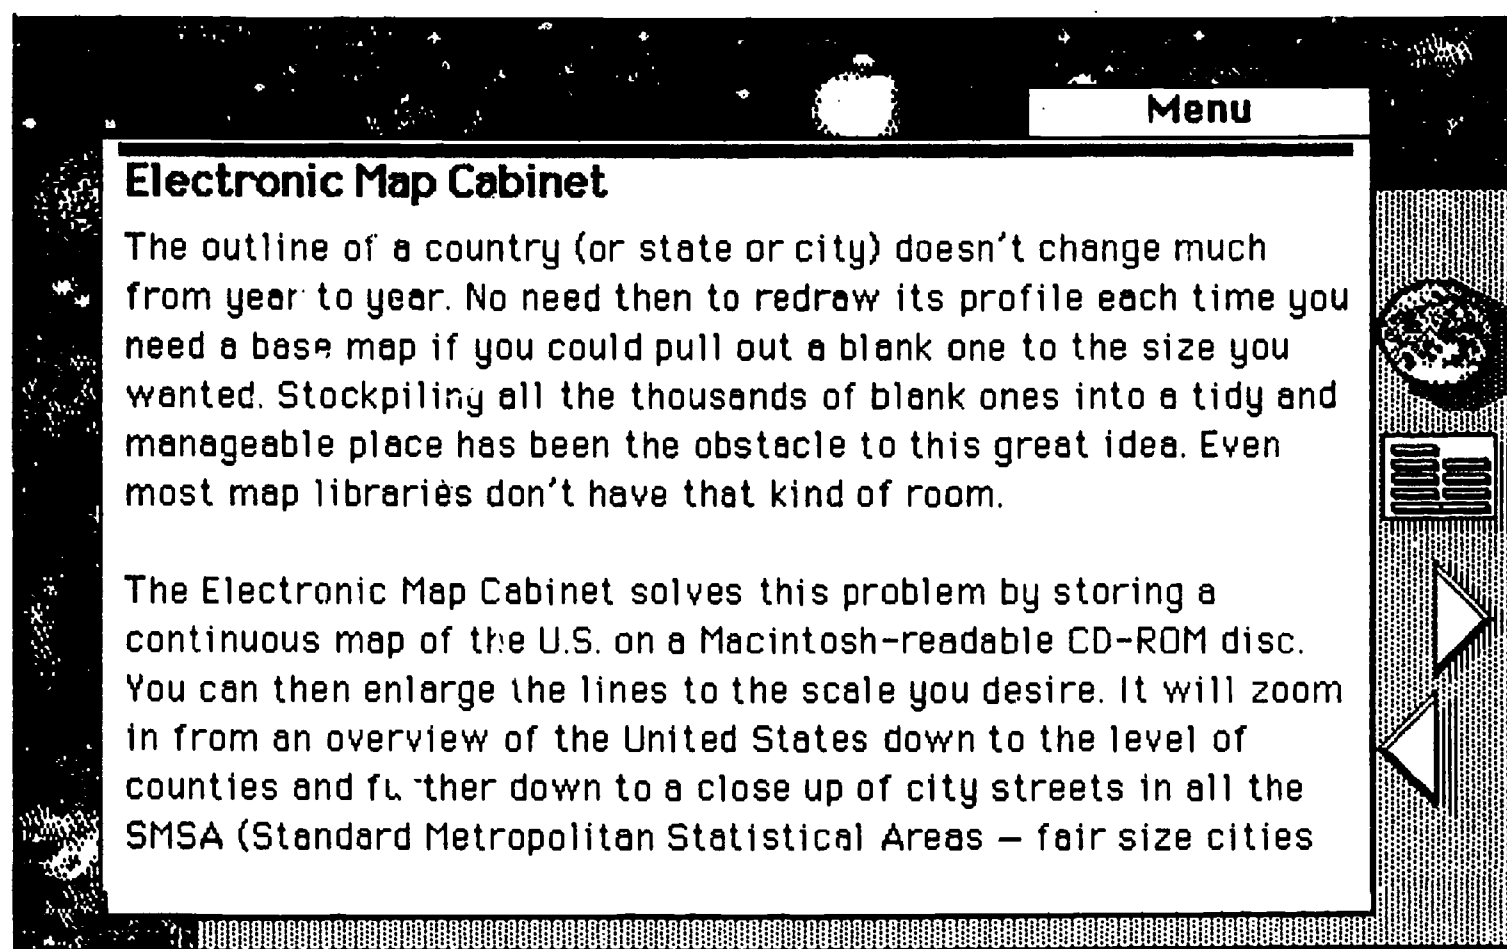 Menu
Electronic Map Cabinet
The outline of a country (or state or city) doesn't change much
from year to year. No need then to redraw its profile each time you
need a base map if you could pull out a blank one to the size you
wanted. Stockpiling all the thousands of blank ones into a tidy and
manageable place has been the obstacle to this great idea. Even
most map libraries don't have that kind of room.
The Electronic Map Cabinet solves this problem by storing a
continuous map of the U.S. on a Macintosh-readable CD-ROM disc.
You can then enlarge the lines to the scale you desire. It will zoom
in from an overview of the United States down to the level of
counties and further down to a close up of city streets in all the
SMSA (Standard Metropolitan Statistical Areas – fair size cities